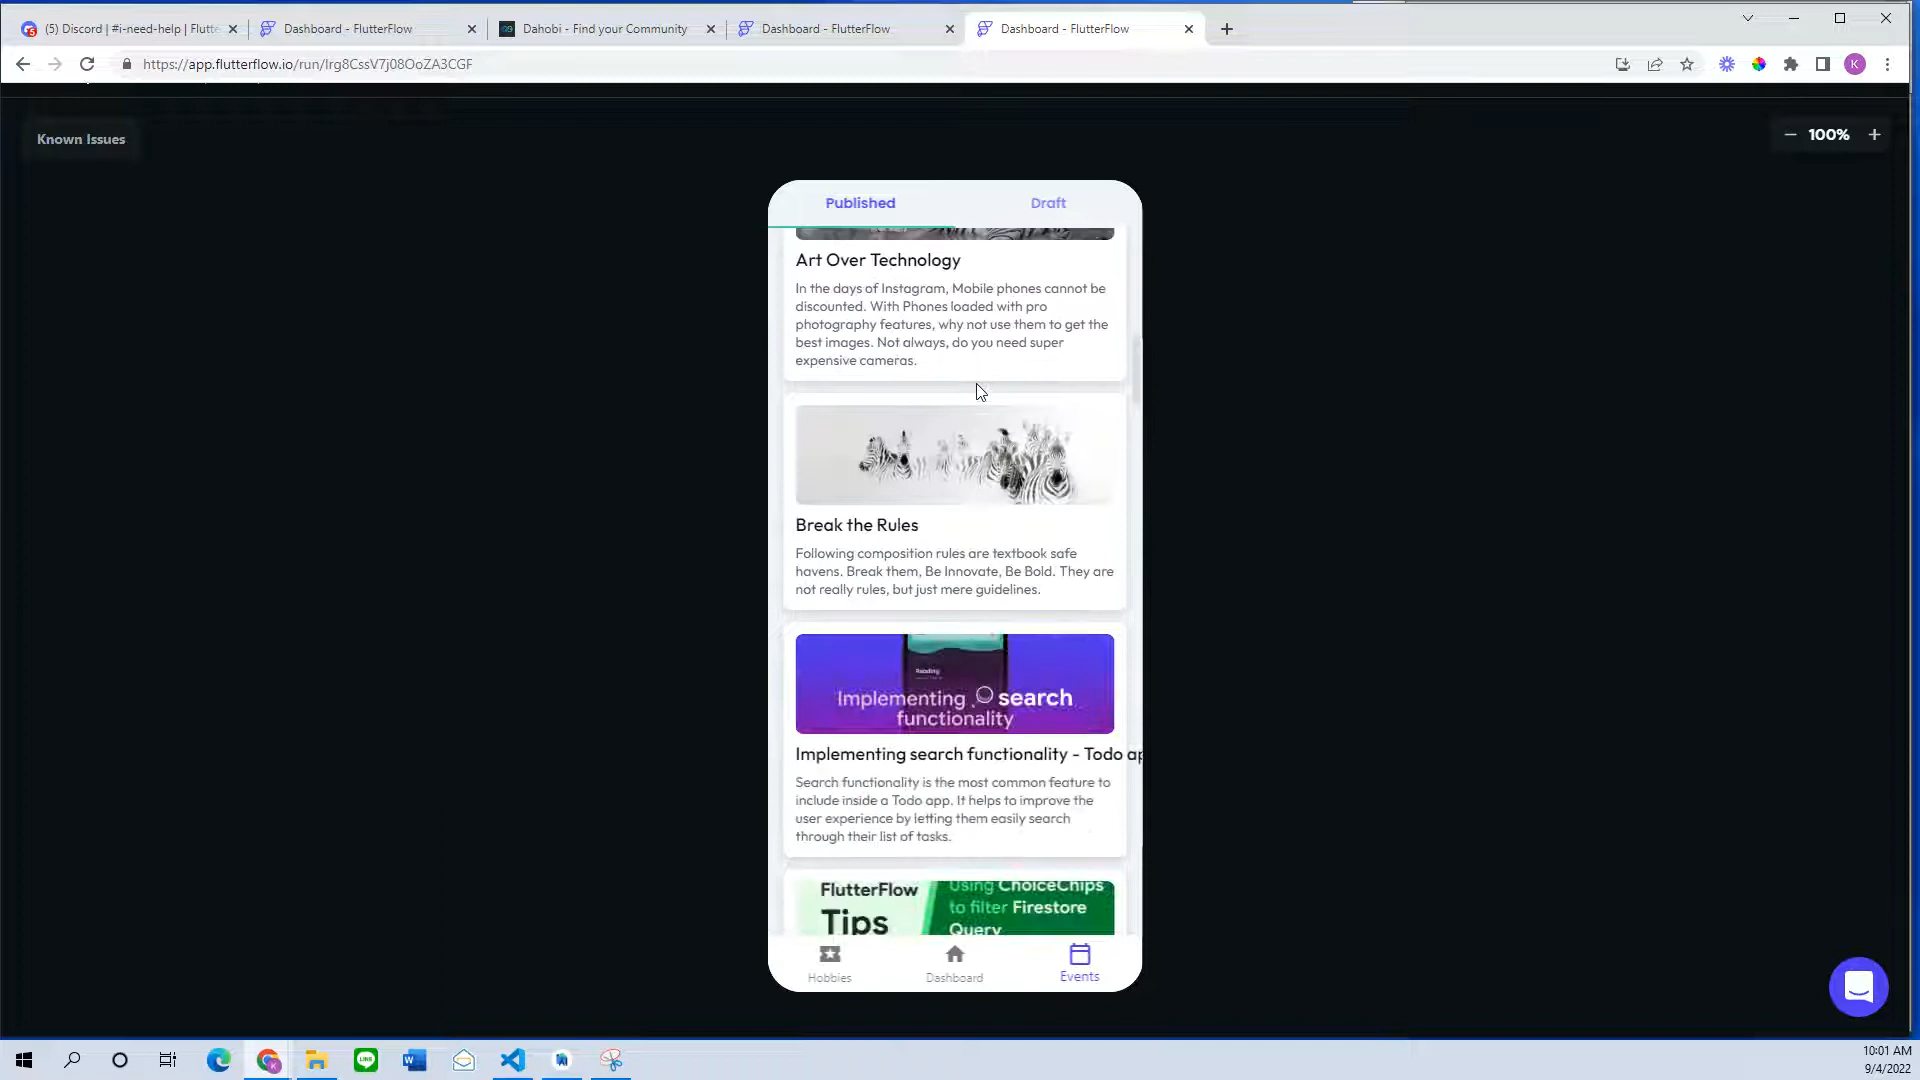 (5) Discord | #i-need-help | Flutte
Dashboard - FlutterFlow
Dahobi - Find your Community
Dashboard - FlutterFlow
Dashboard - FlutterFlow
https://app.flutterflow.io/run/Irg8CssV7j08OoZA3CGF
K
Known Issues
100%
Published
Draft
Art Over Technology
In the days of Instagram, Mobile phones cannot be
discounted. With Phones loaded with pro
photography features, why not use them to get the
best images. Not always, do you need super
expensive cameras.
Break the Rules
Following composition rules are textbook safe
havens. Break them, Be Innovate, Be Bold. They are
not really rules, but just mere guidelines.
Reading
Implementing search
functionality
Implementing search functionality - Todo ap
Search functionality is the most common feature to
include inside a Todo app. It helps to improve the
user experience by letting them easily search
through their list of tasks.
FlutterFlow
Tips
Using ChoiceChips
to filter Firestore
Query
Hobbies
Dashboard
Events
10:01 AM
9/4/2022